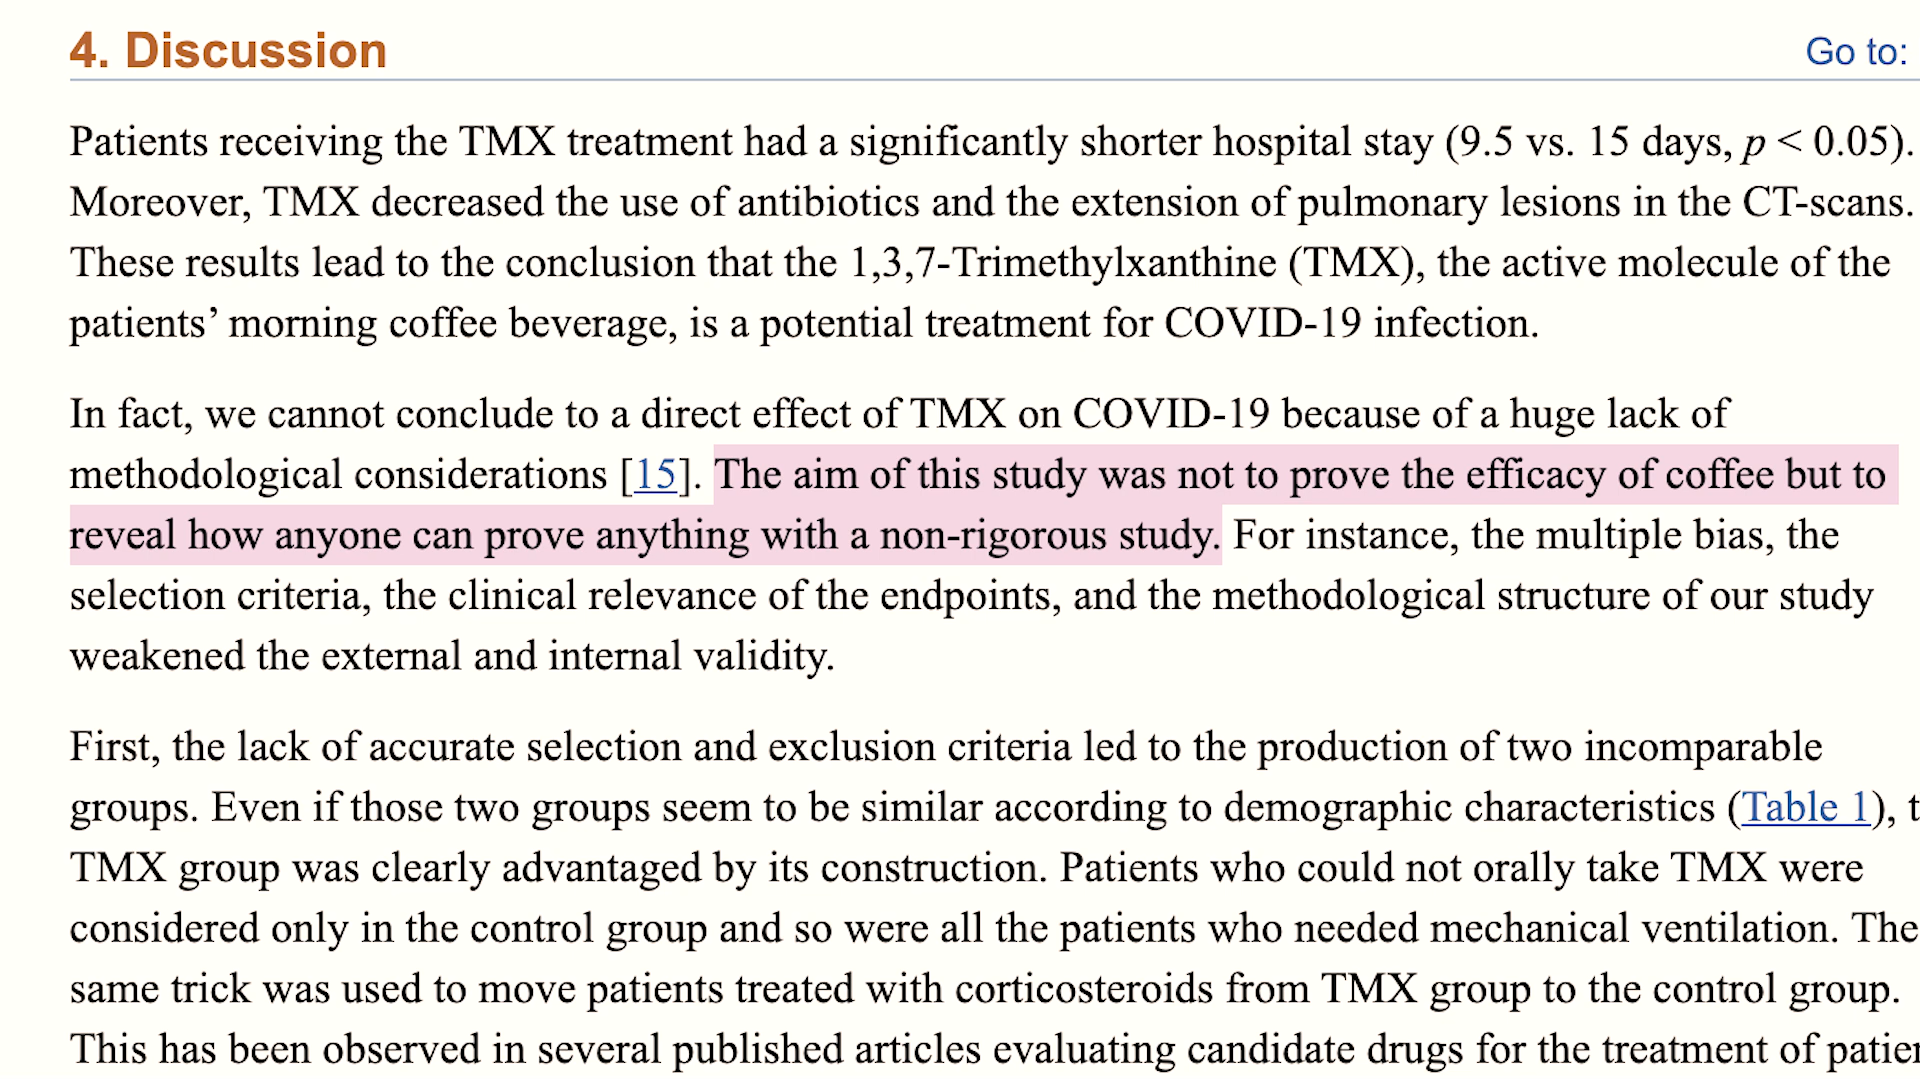 4. Discussion
Go to:
Patients receiving the TMX treatment had a significantly shorter hospital stay (9.5 vs. 15 days, p < 0.05).
Moreover, TMX decreased the use of antibiotics and the extension of pulmonary lesions in the CT-scans.
These results lead to the conclusion that the 1,3,7-Trimethylxanthine (TMX), the active molecule of the
patients’ morning coffee beverage, is a potential treatment for COVID-19 infection.
In fact, we cannot conclude to a direct effect of TMX on COVID-19 because of a huge lack of
methodological considerations [15]. The aim of this study was not to prove the efficacy of coffee but to
reveal how anyone can prove anything with a non-rigorous study. For instance, the multiple bias, the
selection criteria, the clinical relevance of the endpoints, and the methodological structure of our study
weakened the external and internal validity.
First, the lack of accurate selection and exclusion criteria led to the production of two incomparable
groups. Even if those two groups seem to be similar according to demographic characteristics (Table 1),
TMX group was clearly advantaged by its construction. Patients who could not orally take TMX were
considered only in the control group and so were all the patients who needed mechanical ventilation. The
same trick was used to move patients treated with corticosteroids from TMX group to the control group.
This has been observed in several published articles evaluating candidate drugs for the treatment of